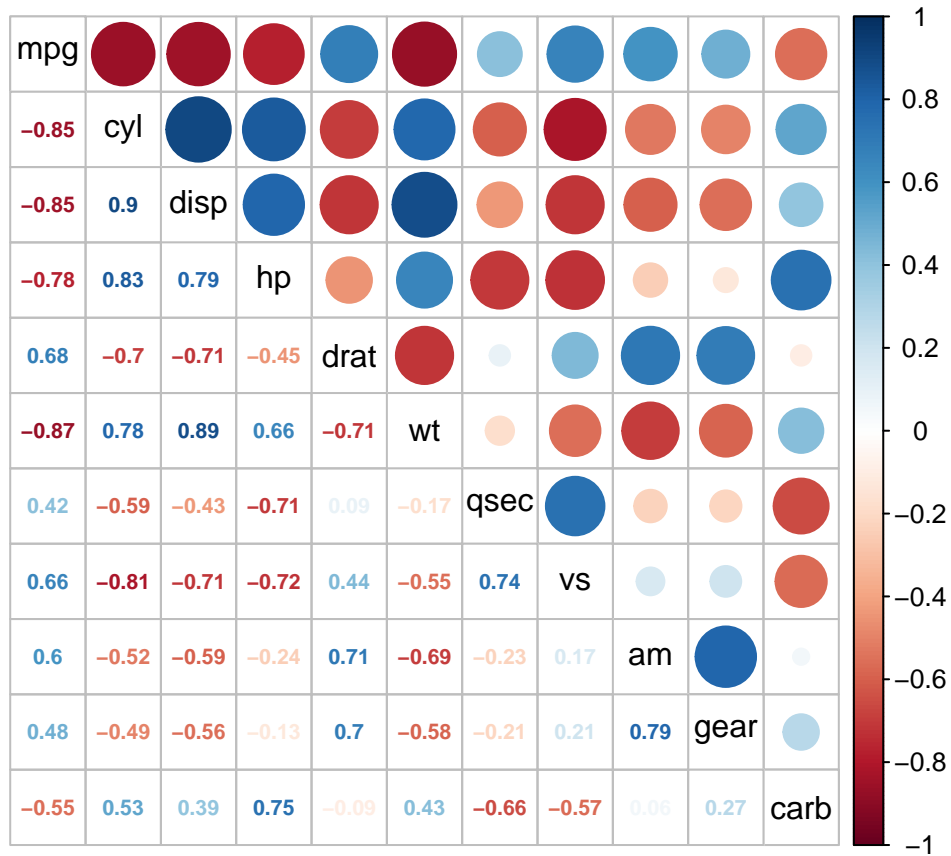 mpg
−0.85 cyl
−0.85 0.9 disp
−0.78 0.83 0.79 hp
0.68 −0.7 −0.71 −0.45 drat
−0.87 0.78 0.89 0.66 −0.71 wt
0.42 −0.59 −0.43 −0.71 0.09 −0.17 qsec
0.66 −0.81 −0.71 −0.72 0.44 −0.55 0.74 vs
0.6 −0.52 −0.59 −0.24 0.71 −0.69 −0.23 0.17 am
0.48 −0.49 −0.56 −0.13 0.7 −0.58 −0.21 0.21 0.79 gear
−0.55 0.53 0.39 0.75 −0.09 0.43 −0.66 −0.57 0.06 0.27 carb
1
0.8
0.6
0.4
0.2
0
−0.2
−0.4
−0.6
−0.8
−1